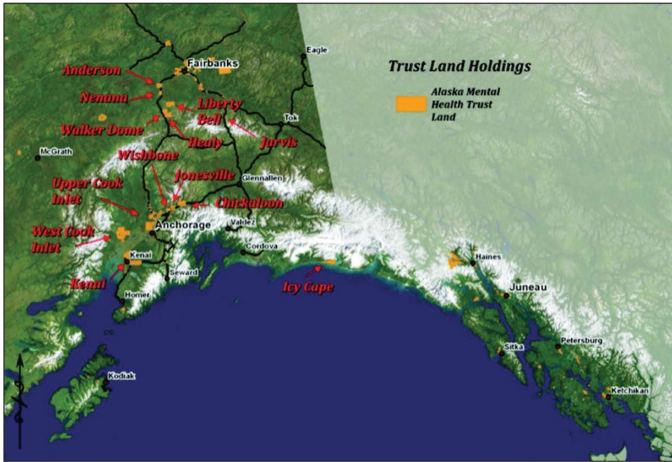 Trust Land Holdings
Alaska Mental
Health Trust
Land
Eagle
Fairbanks
Anderson
Nenana
Liberty
Bell
Walker Dome
Healy
Jarvis
Tok
McGrath
Wishbone
Jonesville
Glennallen
Upper Cook
Inlet
Chickaloon
Valdez
Anchorage
West Cook
Inlet
Cordova
Kenai
Kenai
Seward
Icy Cape
Homer
Haines
Juneau
Sitka
Petersburg
Kodiak
Ketchikan